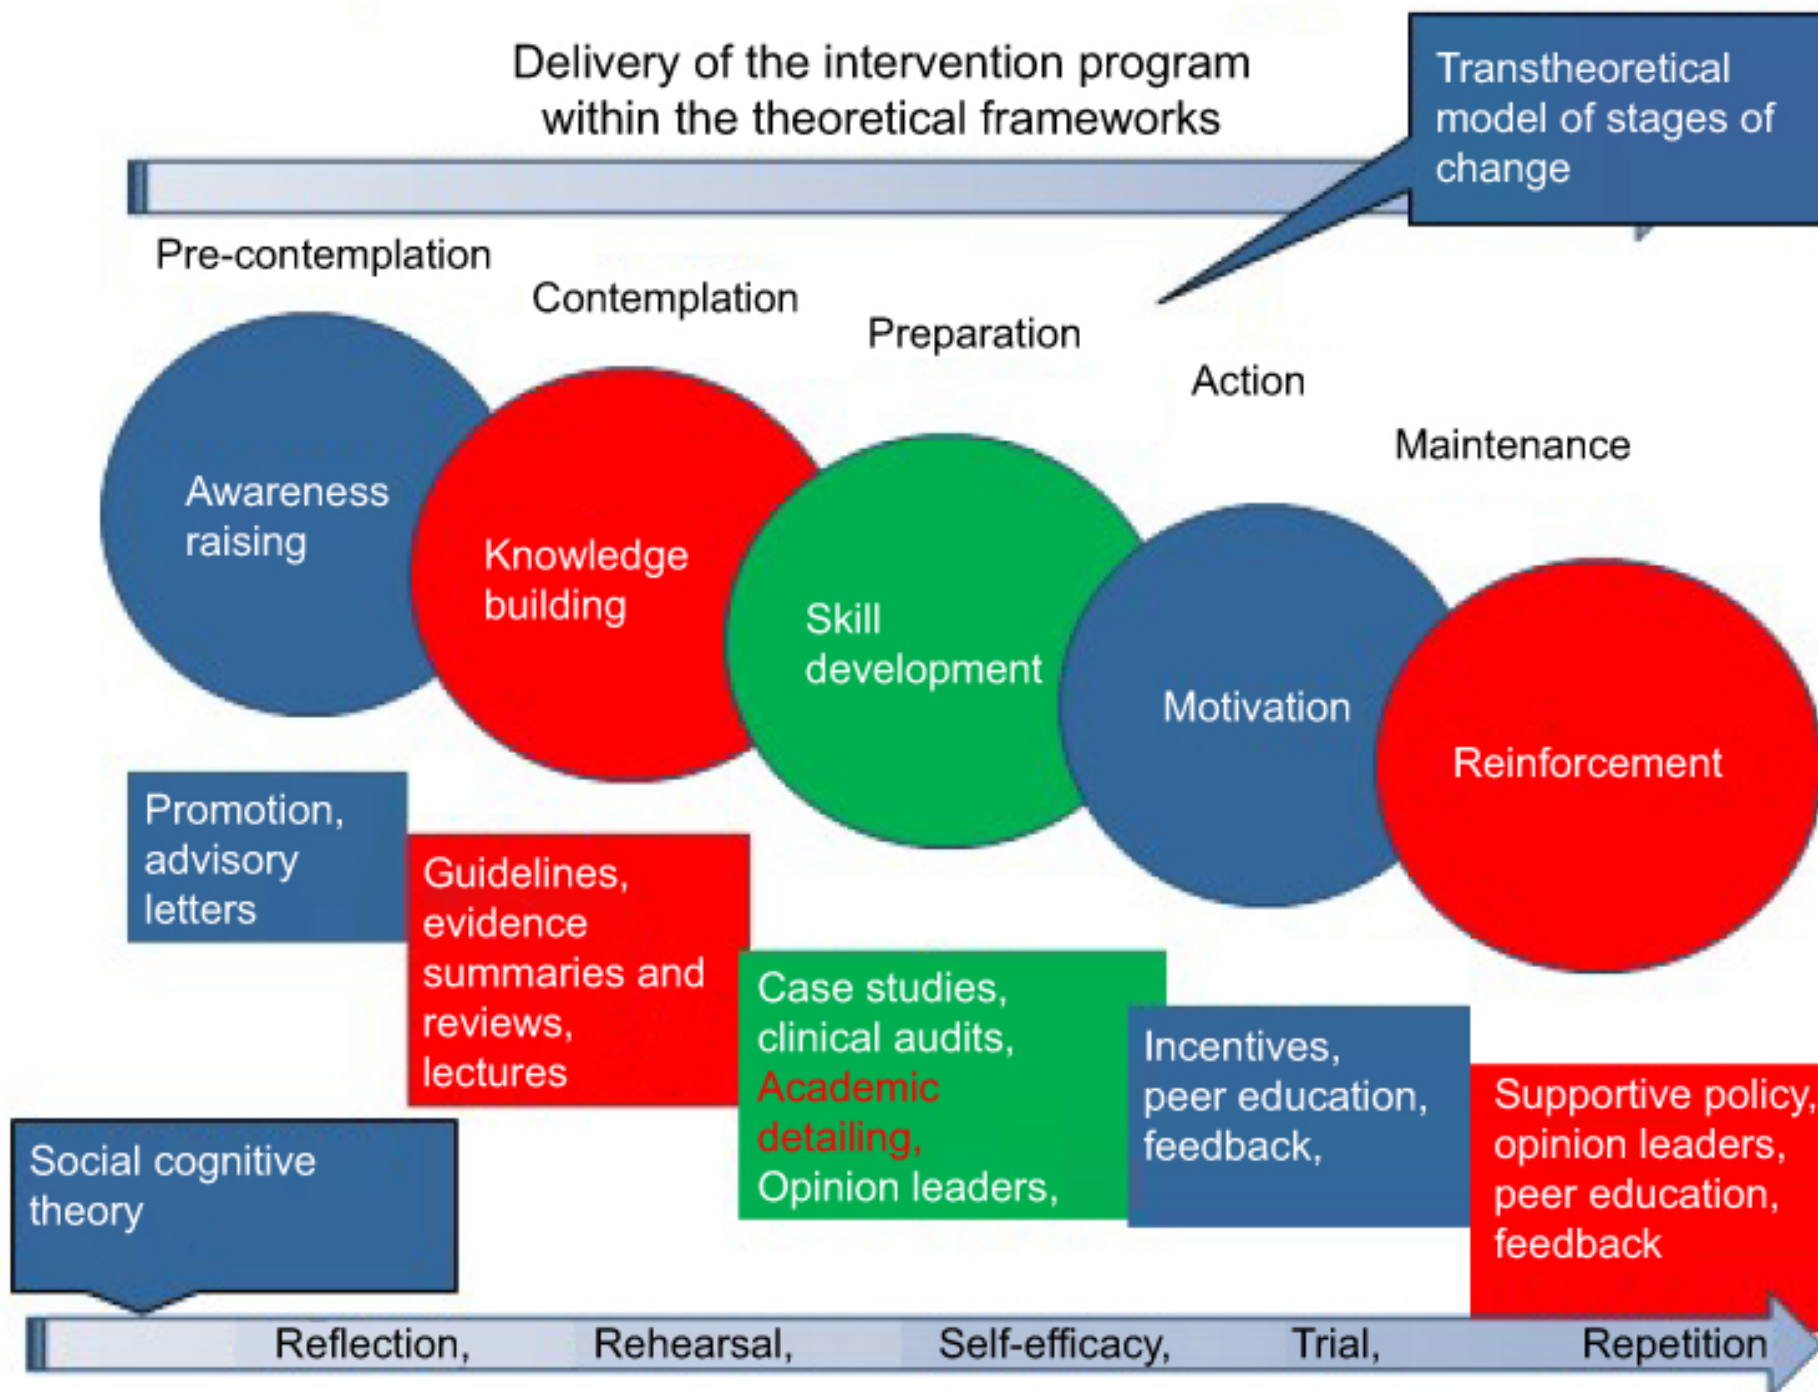 Delivery of the intervention program
within the theoretical frameworks
Transtheoretical
model of stages of
change
Pre-contemplation
Contemplation
Preparation
Action
Maintenance
Awareness
raising
Knowledge
building
Skill
development
Motivation
Reinforcement
Promotion,
advisory
letters
Guidelines,
evidence
summaries and
reviews,
lectures
Case studies,
clinical audits,
Academic
detailing,
Opinion leaders,
Incentives,
peer education,
feedback,
Supportive policy,
opinion leaders,
peer education,
feedback
Social cognitive
theory
Reflection, Rehearsal, Self-efficacy, Trial, Repetition